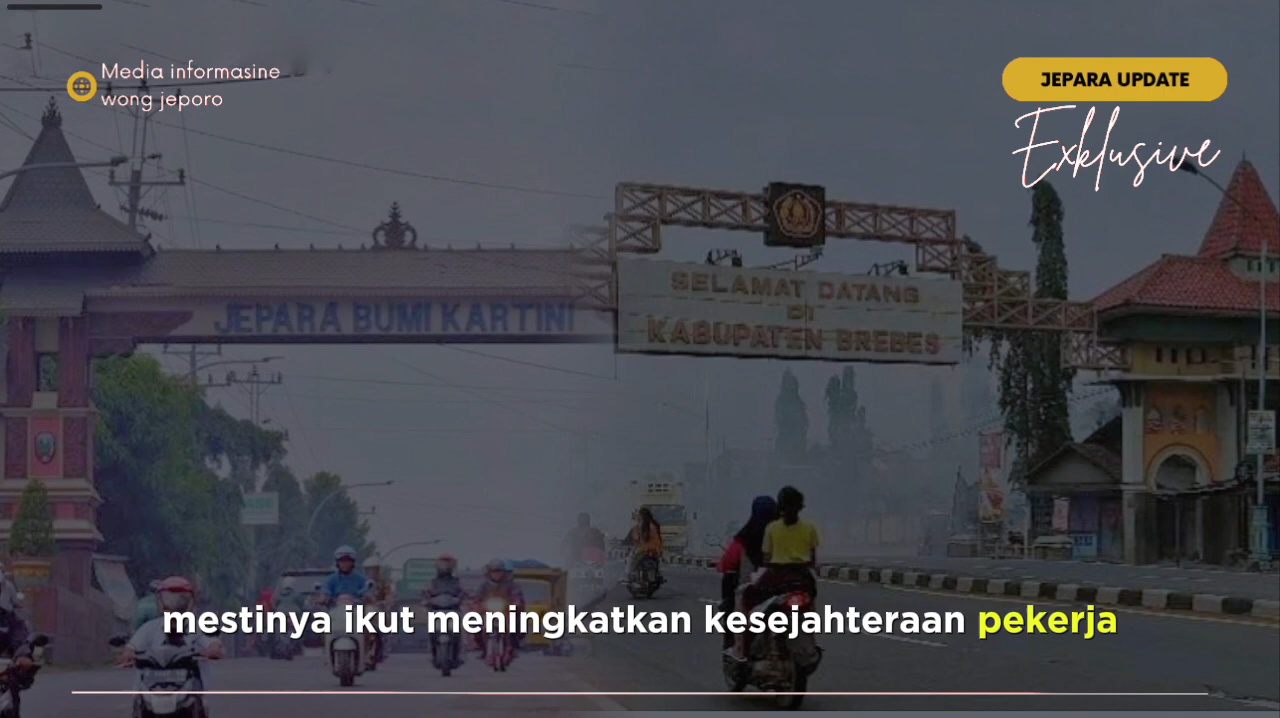 Media informasine
wong jeporo
JEPARA UPDATE
Exklusive
JEPARA BUMI KARTINI
SELAMAT DATANG
DI
KABUPATEN BREBES
mestinya ikut meningkatkan kesejahteraan pekerja